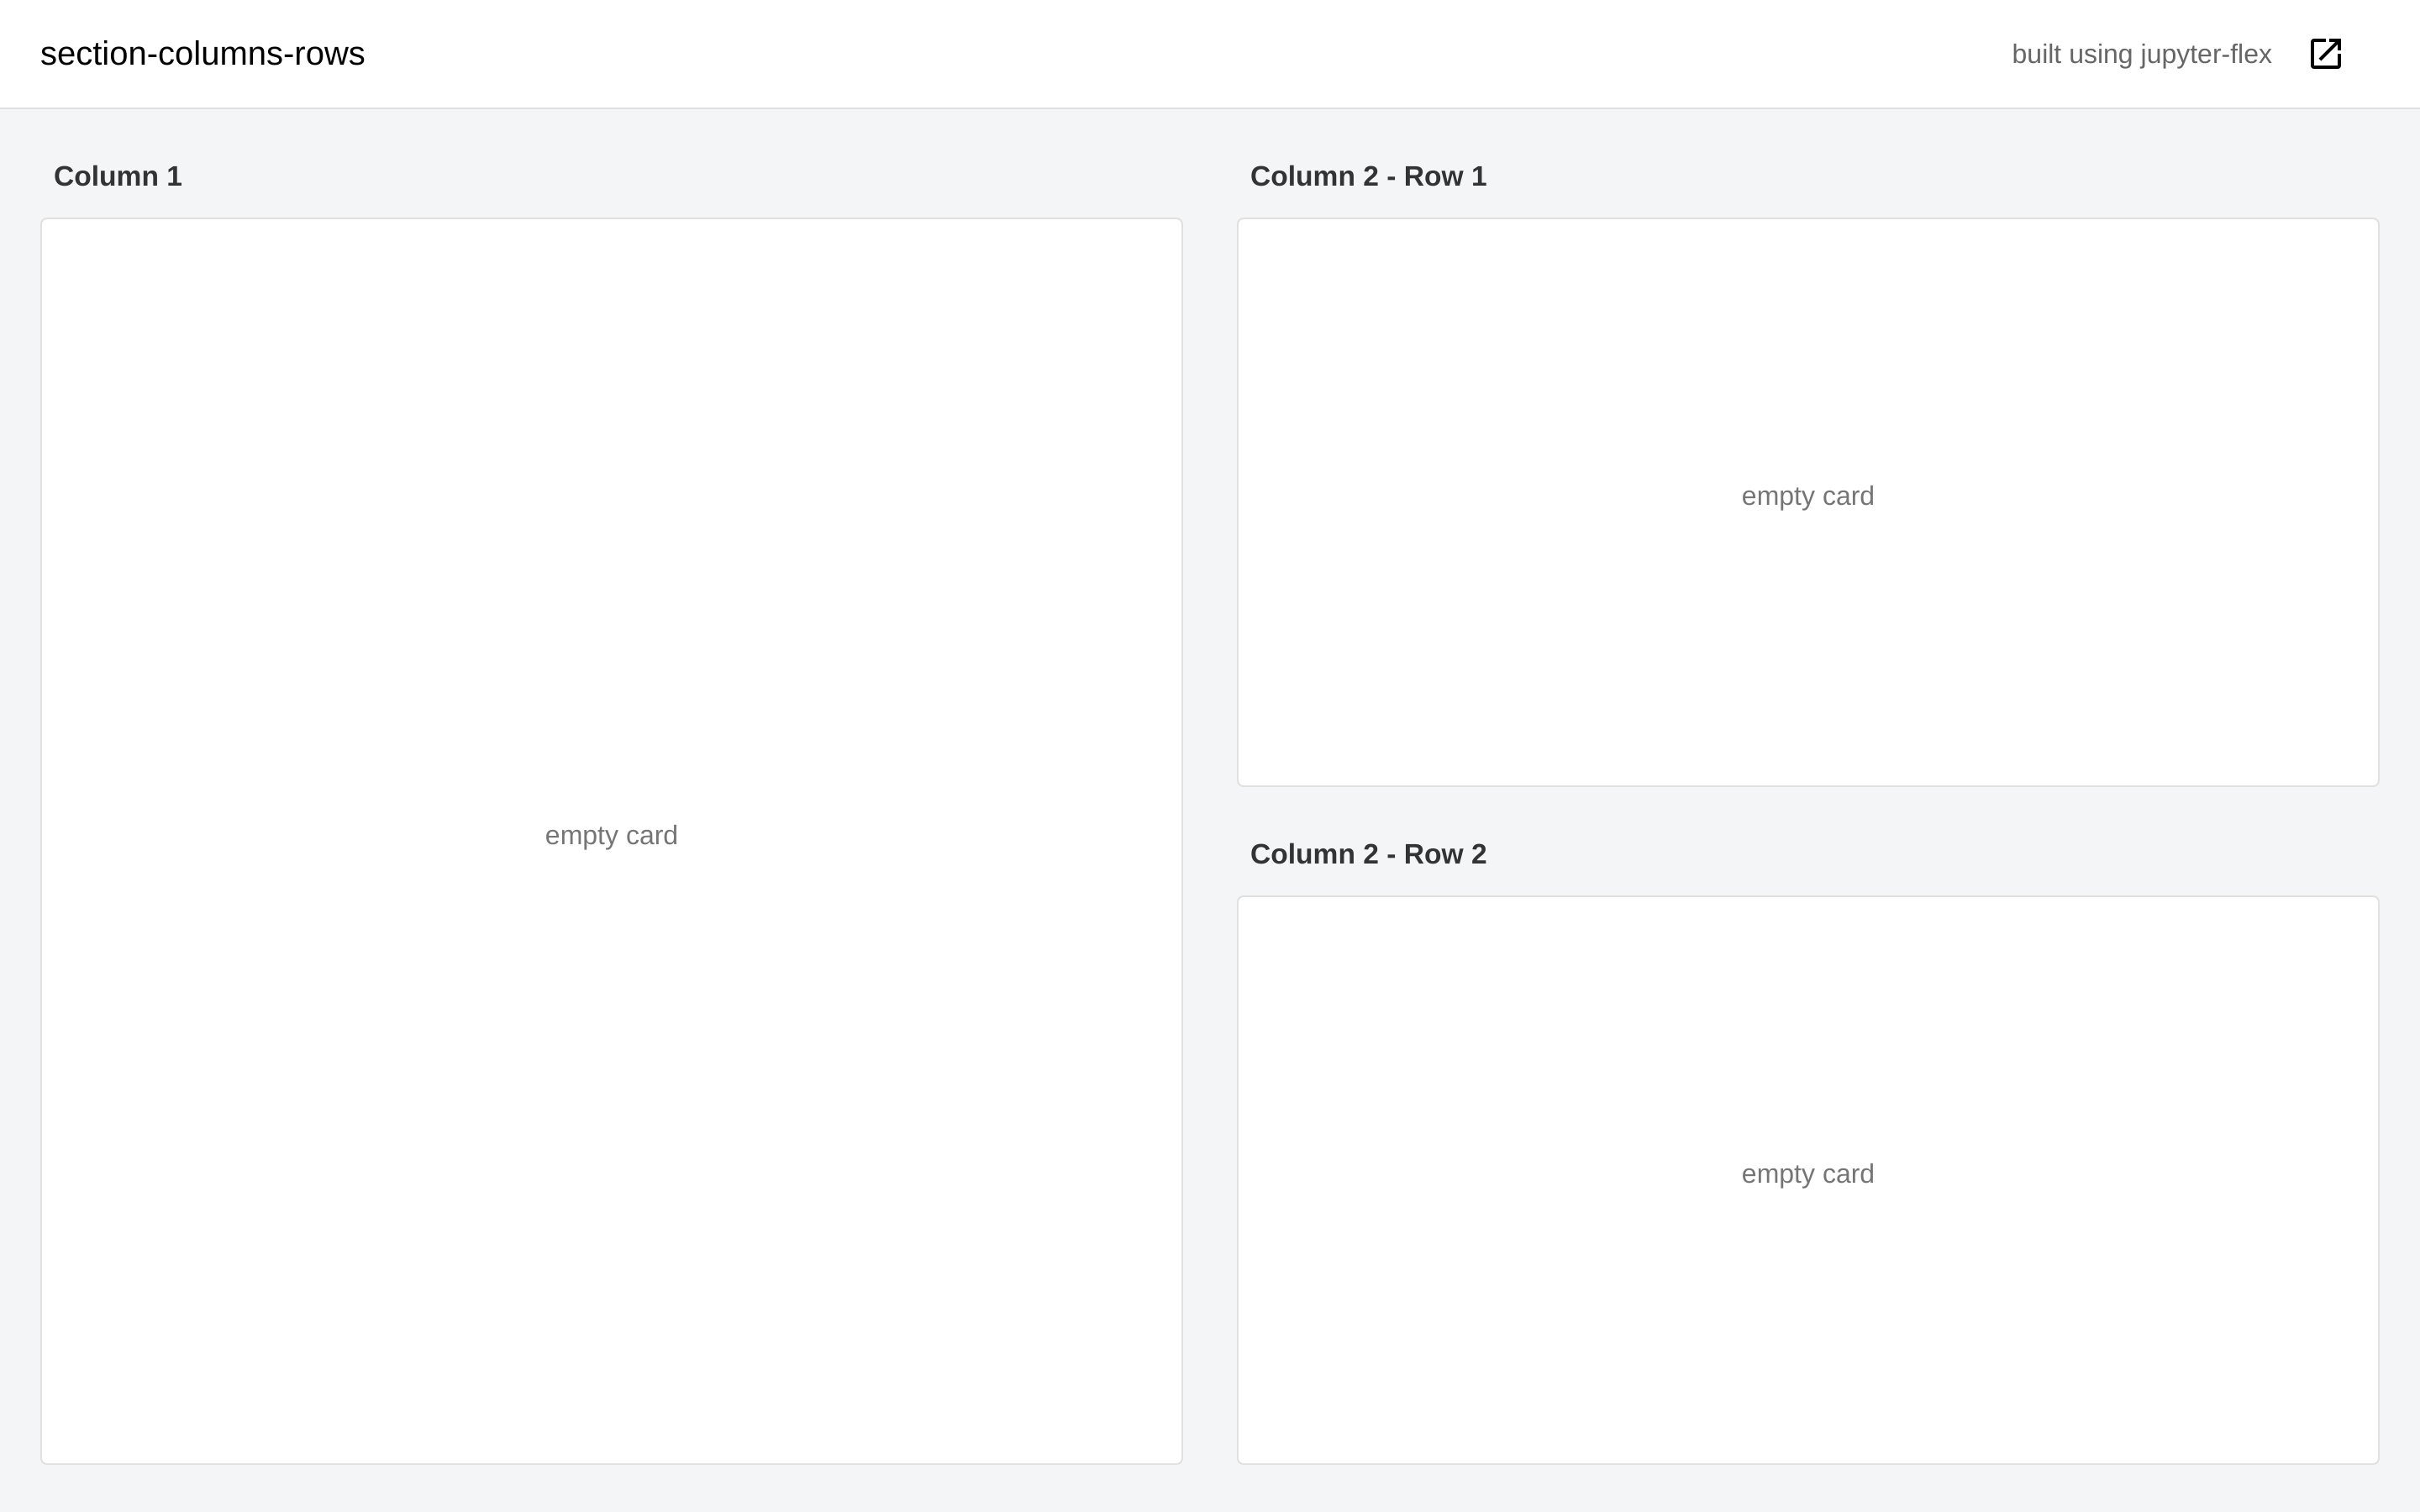 section-columns-rows
built using jupyter-flex
Column 1
empty card
Column 2 - Row 1
empty card
Column 2 - Row 2
empty card